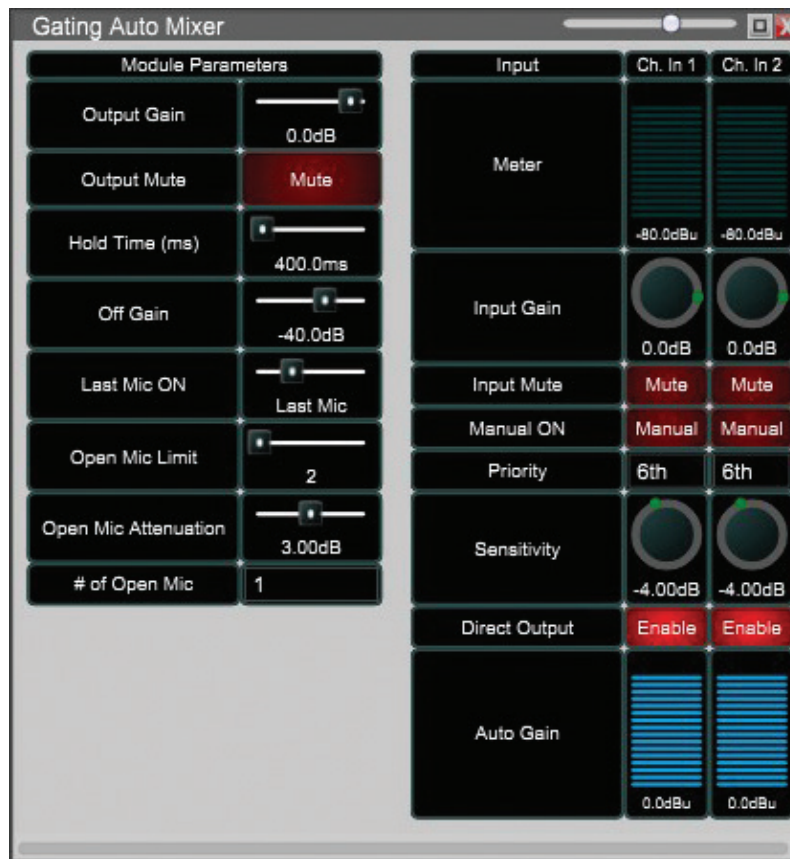 Gating Auto Mixer
Module Parameters
Output Gain
0.0dB
Output Mute
Mute
Hold Time (ms)
400.0ms
Off Gain
-40.0dB
Last Mic ON
Last Mic
Open Mic Limit
2
Open Mic Attenuation
3.00dB
# of Open Mic
1
Input
Ch. In 1
Ch. In 2
Meter
-80.0dBu
-80.0dBu
Input Gain
0.0dB
0.0dB
Input Mute
Mute
Mute
Manual ON
Manual
Manual
Priority
6th
6th
Sensitivity
-4.00dB
-4.00dB
Direct Output
Enable
Enable
Auto Gain
0.0dBu
0.0dBu